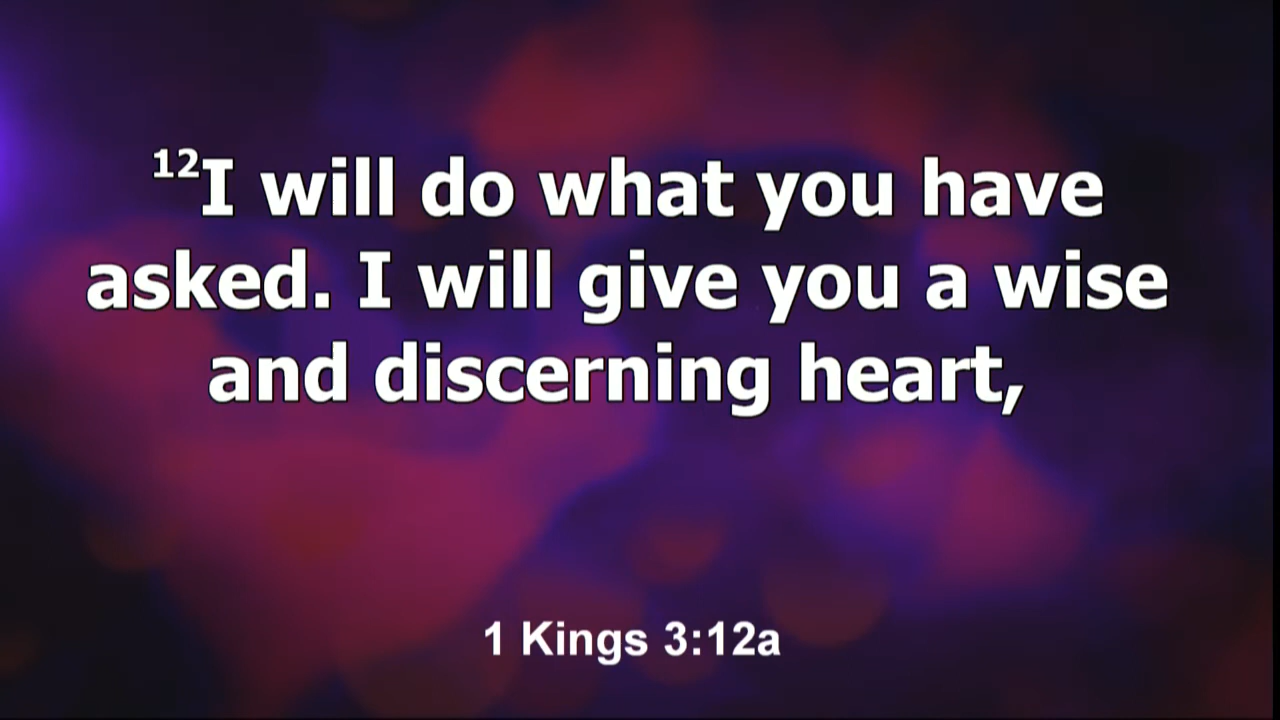 12I will do what you have
asked. I will give you a wise
and discerning heart,
1 Kings 3:12a